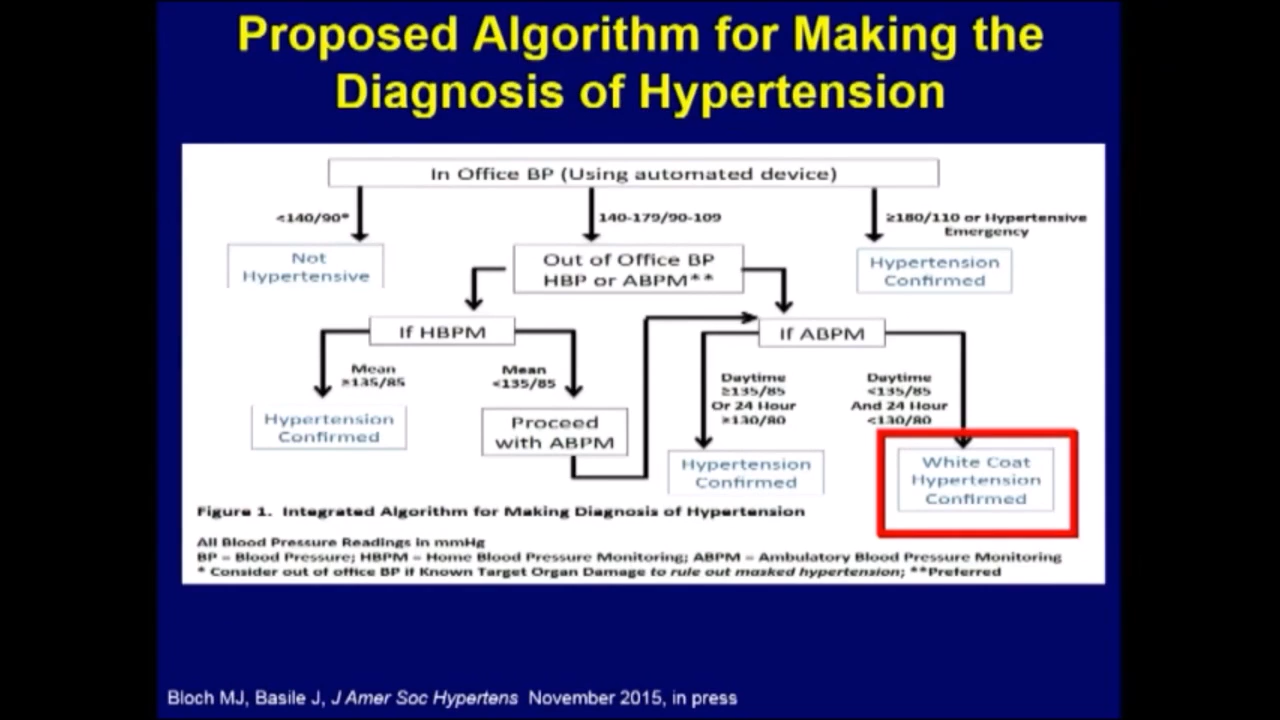 Proposed Algorithm for Making the
Diagnosis of Hypertension
In Office BP (Using automated device)
<140/90*
140-179/90-109
≥180/110 or Hypertensive
Emergency
Not
Hypertensive
Out of Office BP
HBP or ABPM**
Hypertension
Confirmed
If HBPM
If ABPM
Mean
≥135/85
Mean
<135/85
Daytime
≥135/85
Or 24 Hour
≥130/80
Daytime
<135/85
And 24 Hour
<130/80
Hypertension
Confirmed
Proceed
with ABPM
Hypertension
Confirmed
White Coat
Hypertension
Confirmed
Figure 1. Integrated Algorithm for Making Diagnosis of Hypertension
All Blood Pressure Readings in mmHg
BP = Blood Pressure; HBPM = Home Blood Pressure Monitoring; ABPM = Ambulatory Blood Pressure Monitoring
* Consider out of office BP if Known Target Organ Damage to rule out masked hypertension; **Preferred
Bloch MJ, Basile J, J Amer Soc Hypertens November 2015, in press